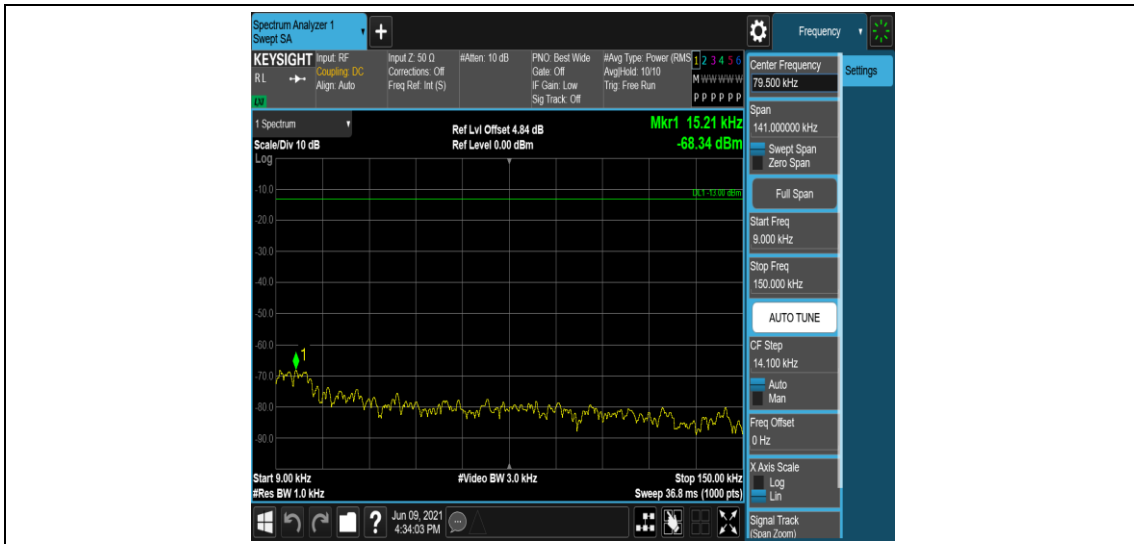 Spectrum Analyzer 1
Swept SA
+
Frequency
KEYSIGHT
RL
LXI
Input: RF
Coupling: DC
Align: Auto
Input Z: 50 Ω
Corrections: Off
Freq Ref: Int (S)
#Atten: 10 dB
PNO: Best Wide
Gate: Off
IF Gain: Low
Sig Track: Off
#Avg Type: Power (RMS
Avg|Hold: 10/10
Trig: Free Run
1 2 3 4 5 6
M W W W W W
P P P P P P
Center Frequency
79.500 kHz
Settings
Span
141.000000 kHz
Swept Span
Zero Span
Full Span
Start Freq
9.000 kHz
Stop Freq
150.000 kHz
AUTO TUNE
CF Step
14.100 kHz
Auto
Man
Freq Offset
0 Hz
X Axis Scale
Log
Lin
Signal Track
(Span Zoom)
1 Spectrum
Scale/Div 10 dB
Log
Ref Lvl Offset 4.84 dB
Ref Level 0.00 dBm
Mkr1 15.21 kHz
-68.34 dBm
DL1 -13.00 dBm
-10.0
-20.0
-30.0
-40.0
-50.0
-60.0
1
-70.0
-80.0
-90.0
Start 9.00 kHz
#Res BW 1.0 kHz
#Video BW 3.0 kHz
Stop 150.00 kHz
Sweep 36.8 ms (1000 pts)
?
Jun 09, 2021
4:34:03 PM